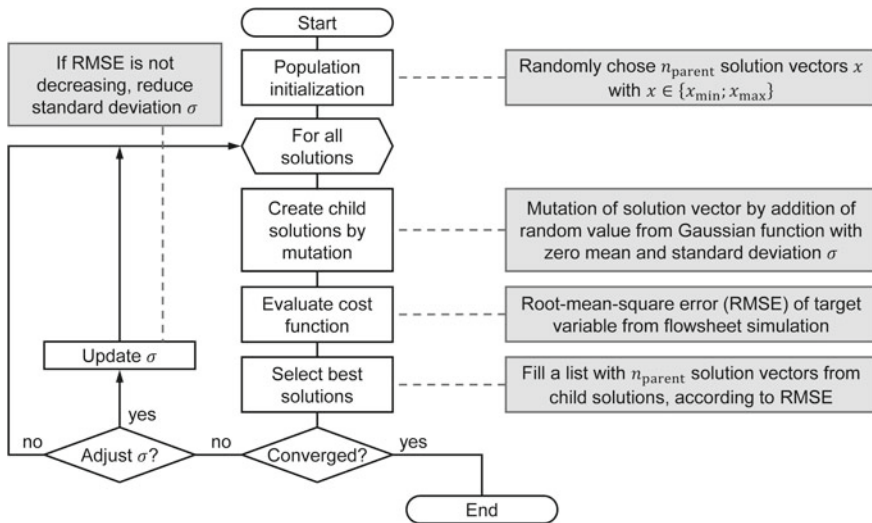 Start
If RMSE is not
decreasing, reduce
standard deviation σ
Population
initialization
Randomly chose n_parent solution vectors x
with x ∈ {x_min; x_max}
For all
solutions
Create child
solutions by
mutation
Mutation of solution vector by addition of
random value from Gaussian function with
zero mean and standard deviation σ
Evaluate cost
function
Root-mean-square error (RMSE) of target
variable from flowsheet simulation
Update σ
Select best
solutions
Fill a list with n_parent solution vectors from
child solutions, according to RMSE
yes
no
Adjust σ?
no
Converged?
yes
End